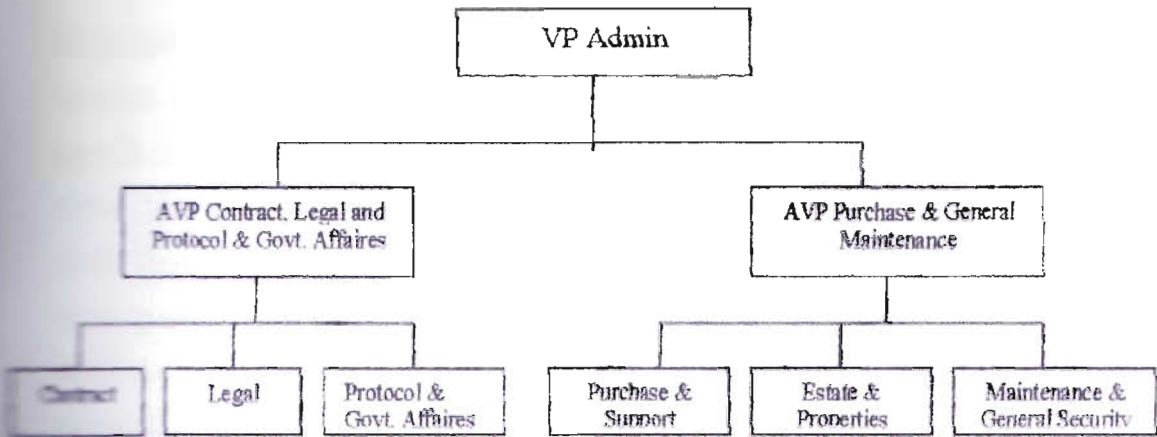 VP Admin
AVP Contract, Legal and
Protocol & Govt. Affaires
AVP Purchase & General
Maintenance
Contract
Legal
Protocol &
Govt. Affaires
Purchase &
Support
Estate &
Properties
Maintenance &
General Security